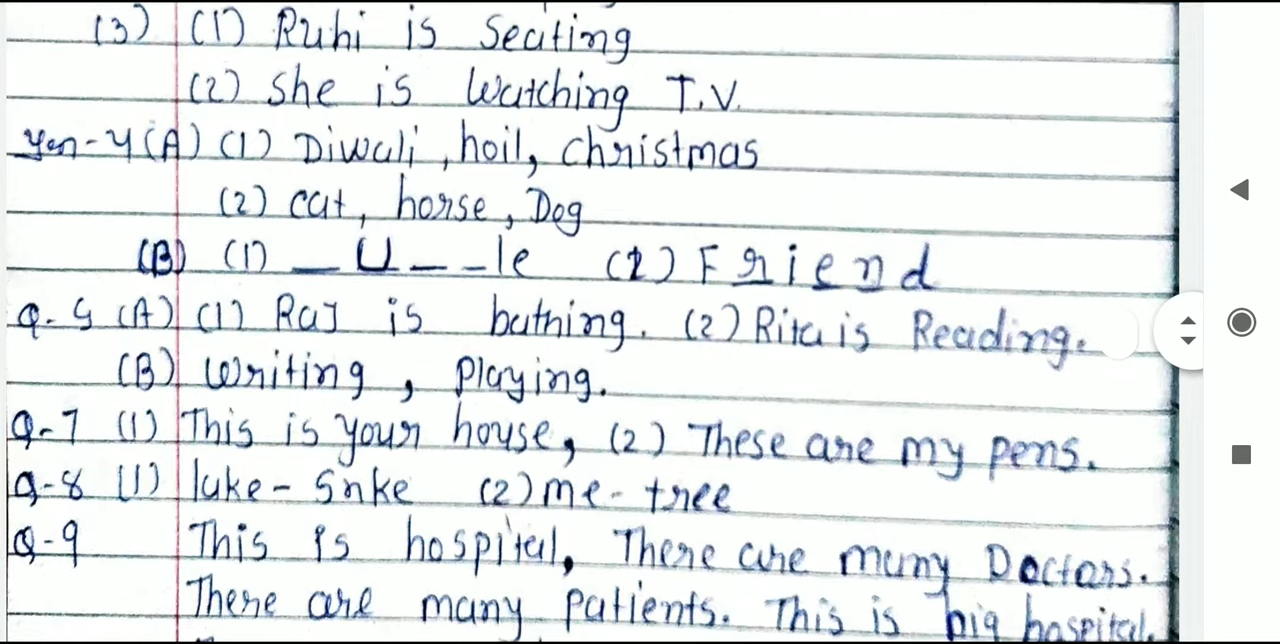 (3) (1) Ruhi is Seating
(2) She is Watching T.V.
(A) (1) Diwali, hoil, christmas
(2) cat, horse, Dog
(B) (1) _ U _ _ le (2) Friend
Q-5 (A) (1) Raj is bathing. (2) Rita is Reading.
(B) Writing, Playing.
Q-7 (1) This is your house, (2) These are my pens.
Q-8 (1) lake - Snke (2) me - tree
Q-9 This is hospital, There are many Doctors.
There are many patients. This is big hospital.